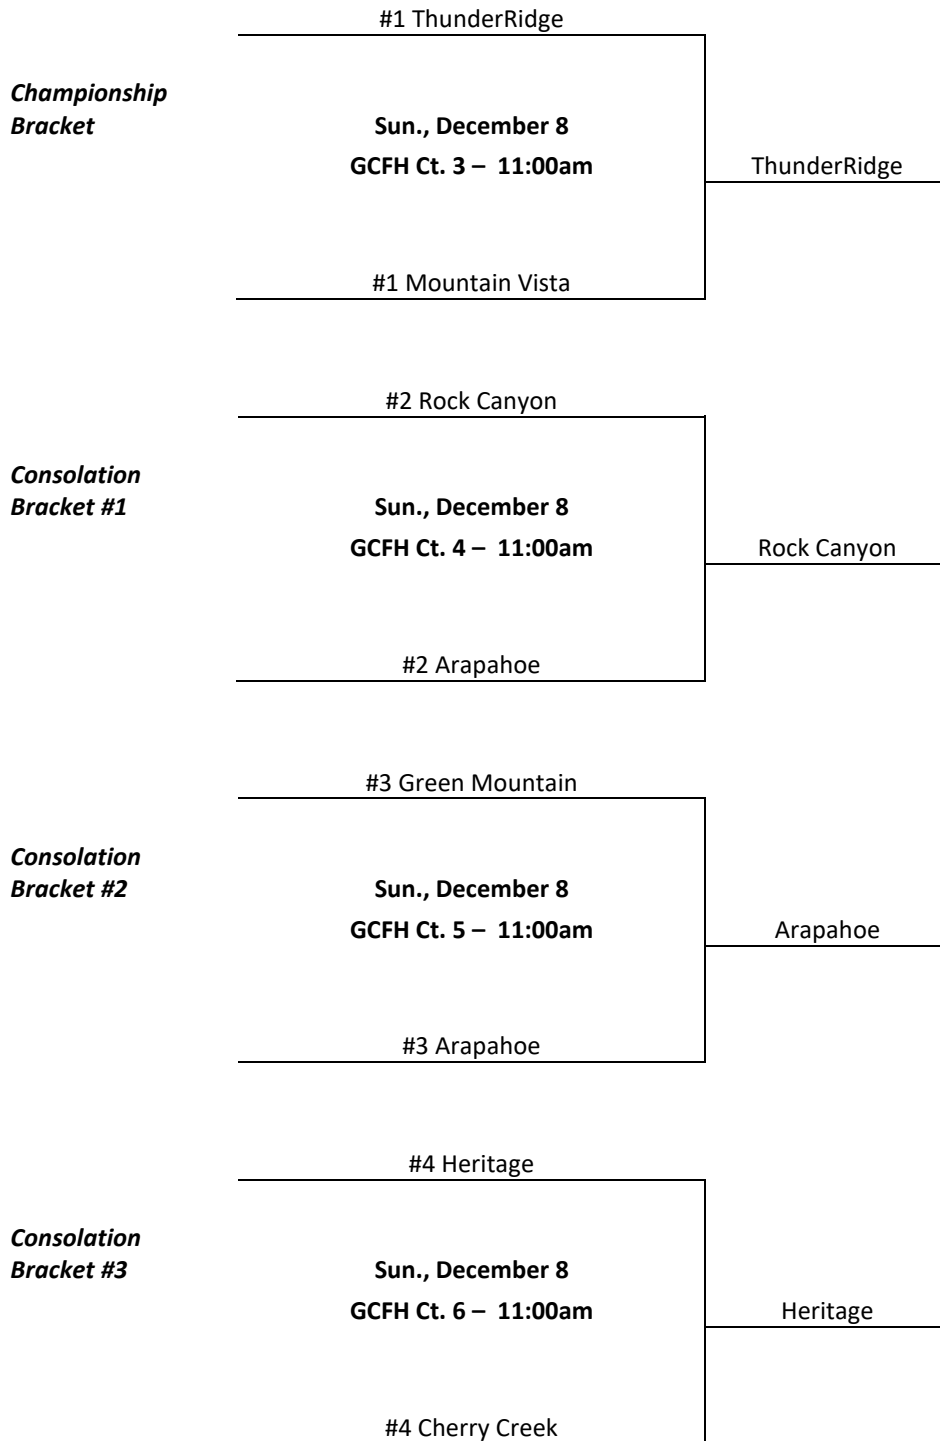 #1 ThunderRidge
Championship
Bracket
Sun., December 8
GCFH Ct. 3 – 11:00am
ThunderRidge
#1 Mountain Vista
#2 Rock Canyon
Consolation
Bracket #1
Sun., December 8
GCFH Ct. 4 – 11:00am
Rock Canyon
#2 Arapahoe
#3 Green Mountain
Consolation
Bracket #2
Sun., December 8
GCFH Ct. 5 – 11:00am
Arapahoe
#3 Arapahoe
#4 Heritage
Consolation
Bracket #3
Sun., December 8
GCFH Ct. 6 – 11:00am
Heritage
#4 Cherry Creek